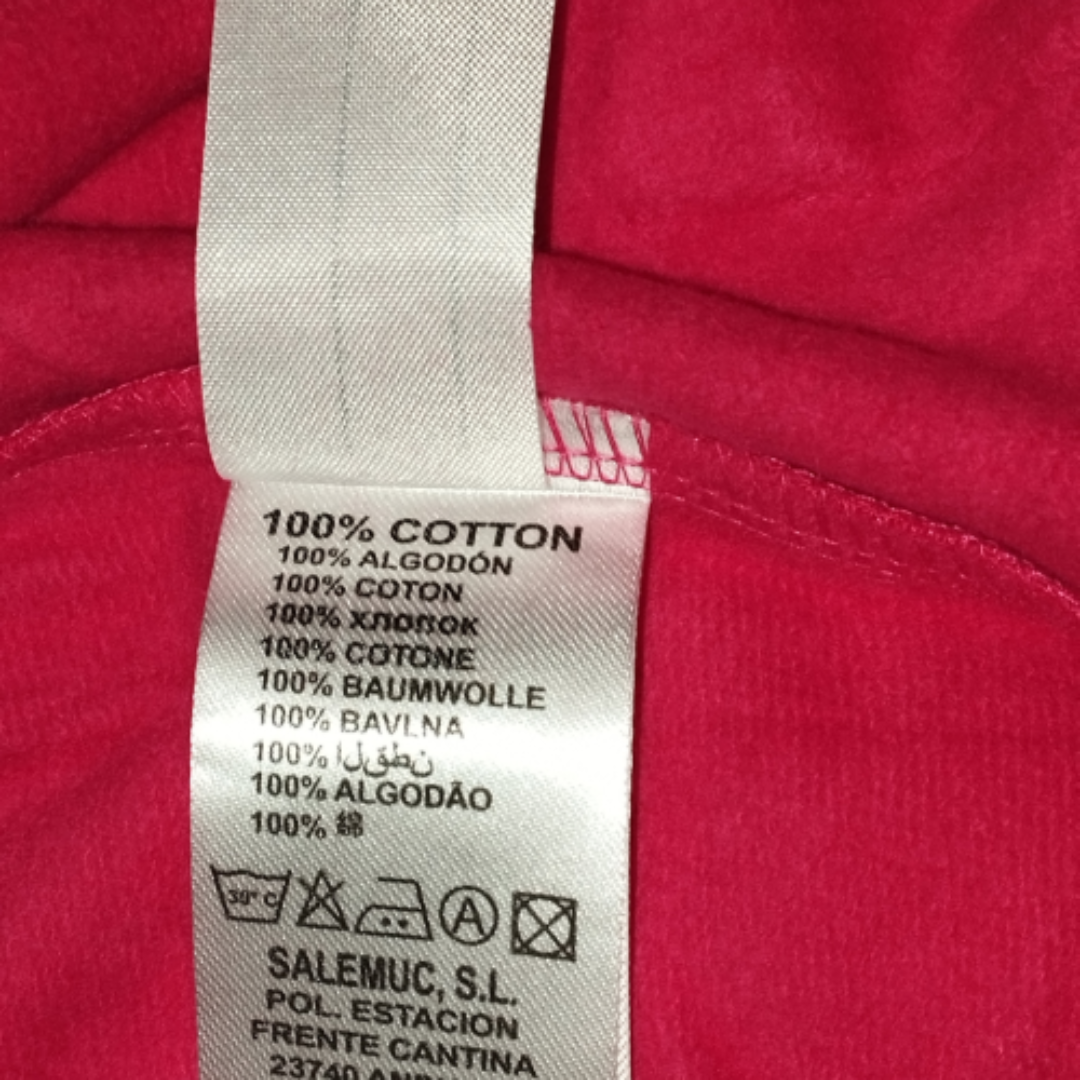 100% COTTON
100% ALGODÓN
100% COTON
100% ХЛОПОК
100% COTONE
100% BAUMWOLLE
100% BAVLNA
100% القطن
100% ALGODÃO
100% 綿
30° C
A
SALEMUC, S.L.
POL. ESTACION
FRENTE CANTINA
23740